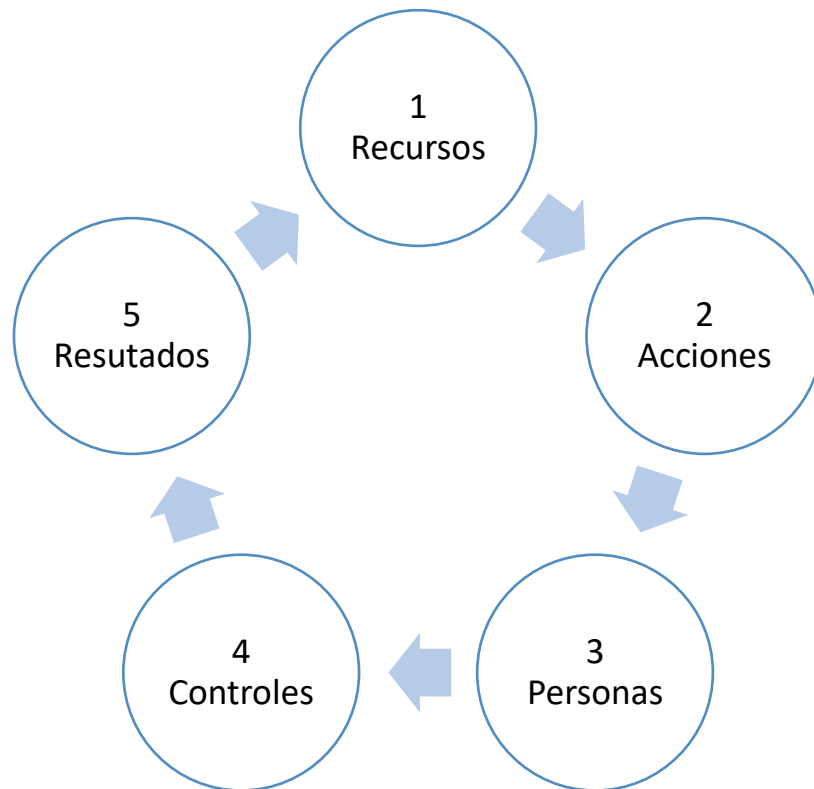 1
Recursos
2
Acciones
3
Personas
4
Controles
5
Resutados